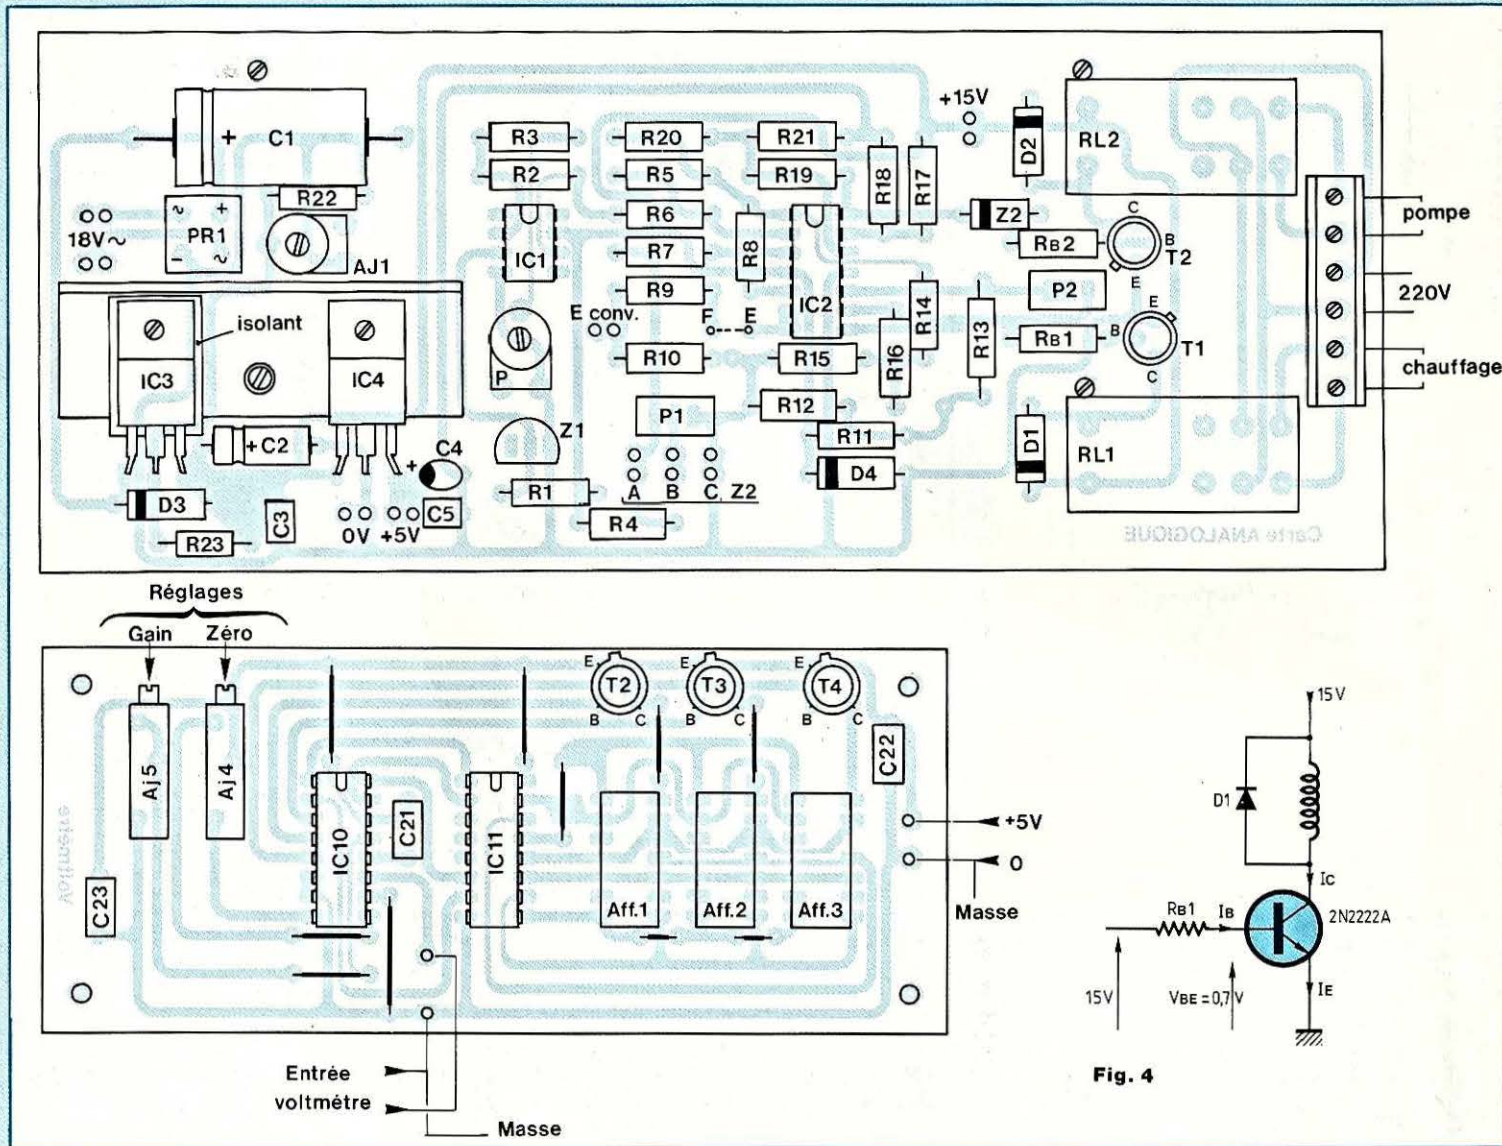 +15V
C1
+
R3
R20
R21
D2
RL2
R2
R5
R19
R18
R17
R22
18V~
PR1
+
AJ1
IC1
R6
R7
R8
IC2
Z2
RB2
C
B
T2
E
pompe
R9
R14
P2
220V
isolant
E conv.
F
E
R13
RB1
E
B
T1
C
IC3
IC4
P
R10
R15
R16
chauffage
R12
P1
R11
Z1
+C2
C4
+
D1
RL1
D4
A
B
C
Z2
R1
D3
C3
C5
R4
R23
0V
+5V
Carte ANALOGIQUE
Réglages
Gain
Zéro
E
T2
B
C
E
T3
B
C
E
T4
B
C
Aj5
Aj4
C22
IC10
C21
IC11
voltmètre
C23
Aff.1
Aff.2
Aff.3
+5V
0
Masse
Entrée
voltmétre
Masse
15V
D1
IC
RB1
IB
2N2222A
15V
VBE = 0,7 V
IE
Fig. 4